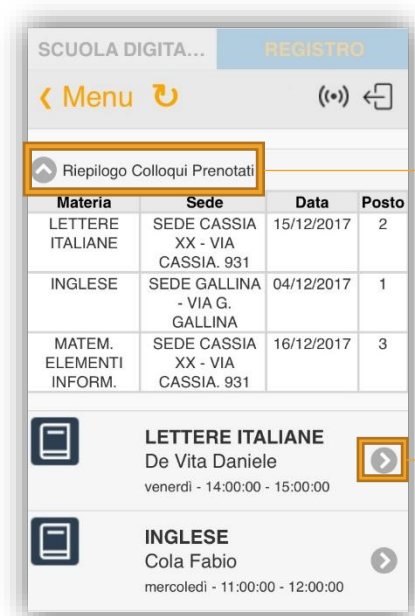 SCUOLA DIGITA... REGISTRO
Menu
Riepilogo Colloqui Prenotati
Materia Sede Data Posto
LETTERE ITALIANE SEDE CASSIA XX - VIA CASSIA. 931 15/12/2017 2
INGLESE SEDE GALLINA - VIA G. GALLINA 04/12/2017 1
MATEM. ELEMENTI INFORM. SEDE CASSIA XX - VIA CASSIA. 931 16/12/2017 3
LETTERE ITALIANE
De Vita Daniele
venerdì - 14:00:00 - 15:00:00
INGLESE
Cola Fabio
mercoledì - 11:00:00 - 12:00:00